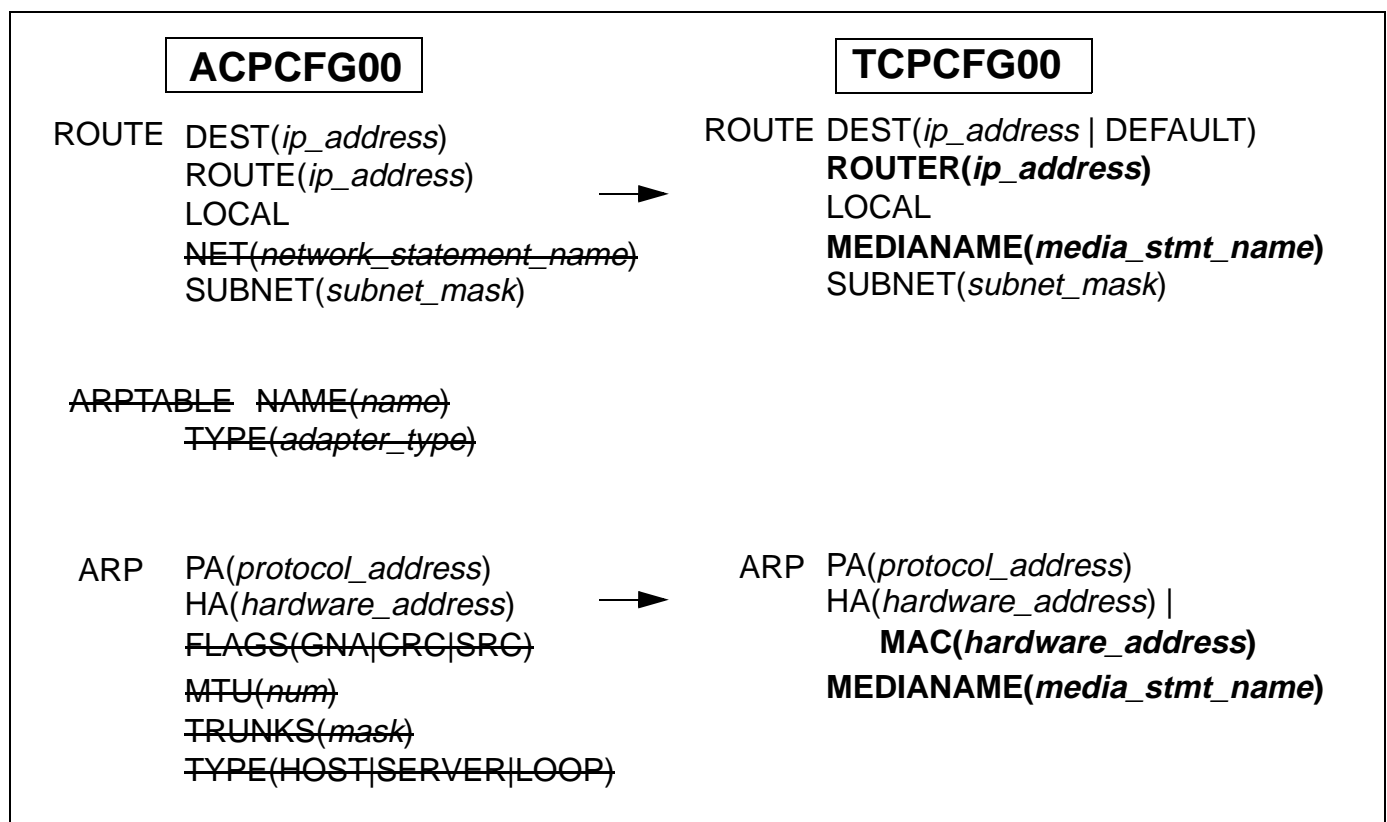 ACPCFG00
ROUTE DEST(ip_address)
ROUTE(ip_address)
LOCAL
NET(network_statement_name)
SUBNET(subnet_mask)
ARPTABLE NAME(name)
TYPE(adapter_type)
ARP PA(protocol_address)
HA(hardware_address)
FLAGS(GNA|CRC|SRC)
MTU(num)
TRUNKS(mask)
TYPE(HOST|SERVER|LOOP)
TCPCFG00
ROUTE DEST(ip_address | DEFAULT)
ROUTER(ip_address)
LOCAL
MEDIANAME(media_stmt_name)
SUBNET(subnet_mask)
ARP PA(protocol_address)
HA(hardware_address) |
MAC(hardware_address)
MEDIANAME(media_stmt_name)